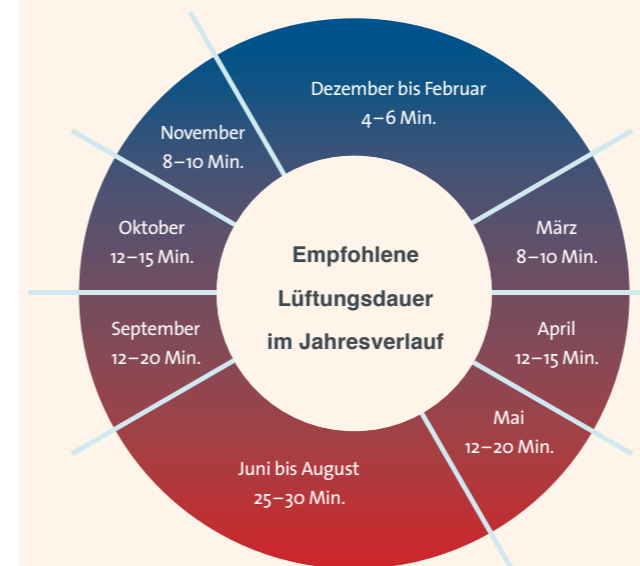 Dezember bis Februar
4–6 Min.
März
8–10 Min.
April
12–15 Min.
Mai
12–20 Min.
Juni bis August
25–30 Min.
September
12–20 Min.
Oktober
12–15 Min.
November
8–10 Min.
Empfohlene
Lüftungsdauer
im Jahresverlauf